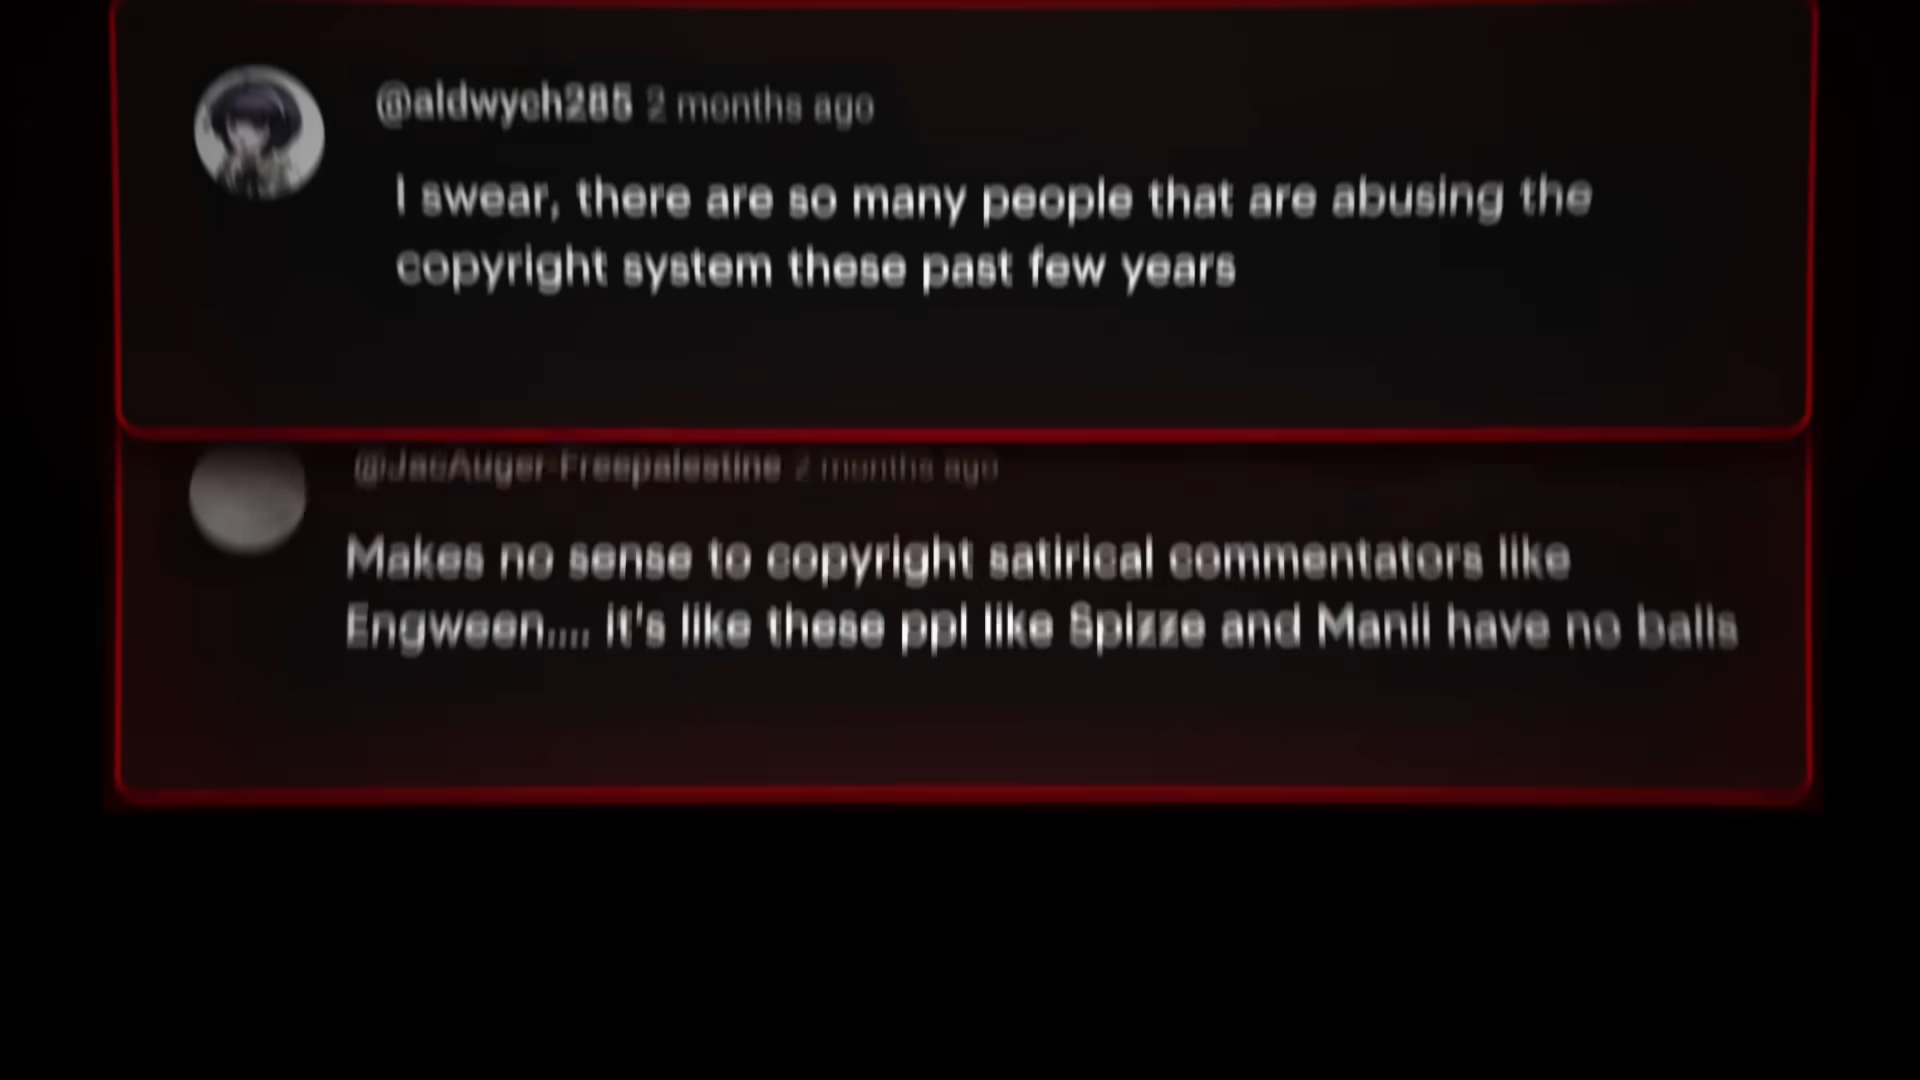 @aldwych285 2 months ago
I swear, there are so many people that are abusing the
copyright system these past few years
@JacAuger-Freepalestine 2 months ago
Makes no sense to copyright satirical commentators like
Engween.... it's like these ppl like Spizze and Manii have no balls